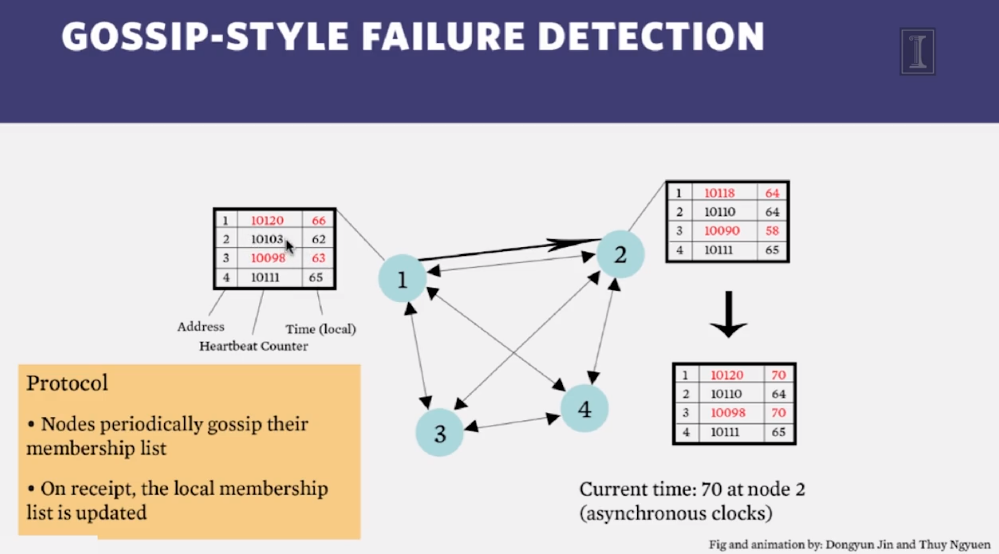 GOSSIP-STYLE FAILURE DETECTION
I
1 10120 66
2 10103 62
3 10098 63
4 10111 65
Address
Heartbeat Counter
Time (local)
1 10118 64
2 10110 64
3 10090 58
4 10111 65
1
2
3
4
1 10120 70
2 10110 64
3 10098 70
4 10111 65
Protocol
• Nodes periodically gossip their
membership list
• On receipt, the local membership
list is updated
Current time: 70 at node 2
(asynchronous clocks)
Fig and animation by: Dongyun Jin and Thuy Ngyuen